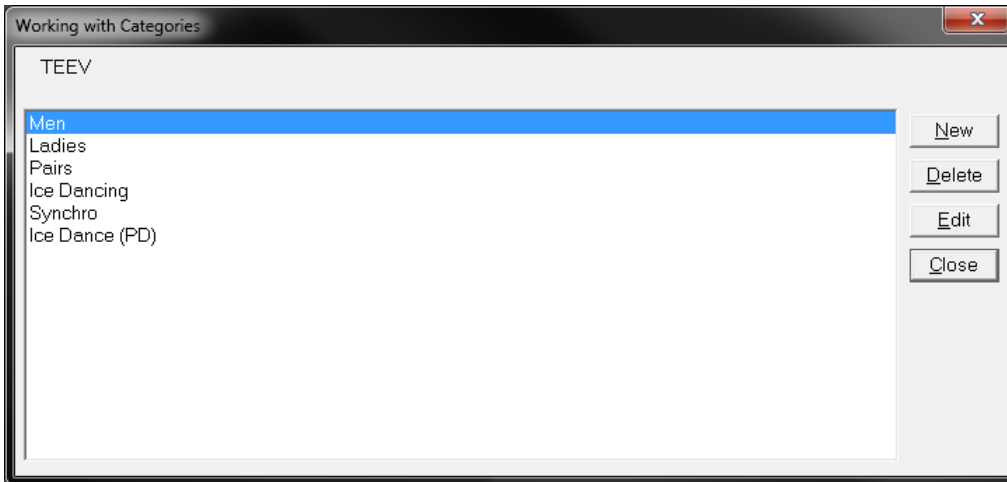 Working with Categories
TEEV
Men
Ladies
Pairs
Ice Dancing
Synchro
Ice Dance (PD)
New
Delete
Edit
Close